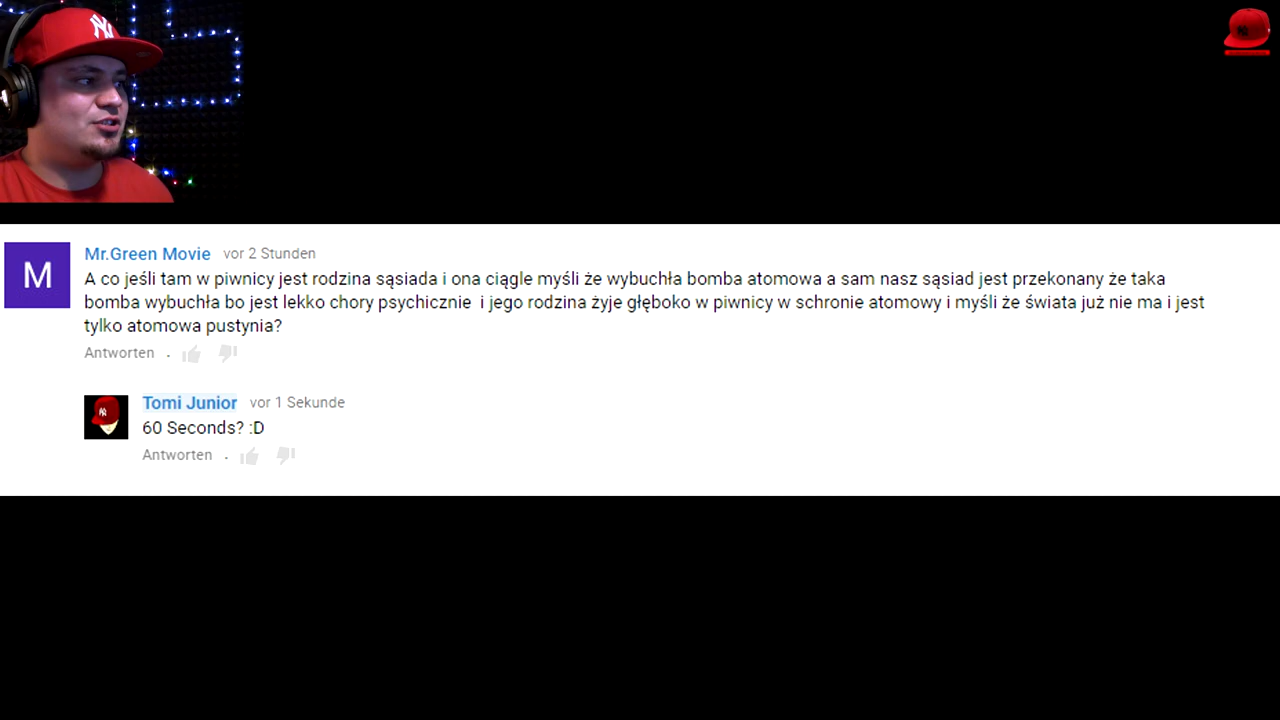 NY
Mr.Green Movie vor 2 Stunden
A co jeśli tam w piwnicy jest rodzina sąsiada i ona ciągle myśli że wybuchła bomba atomowa a sam nasz sąsiad jest przekonany że taka
bomba wybuchła bo jest lekko chory psychicznie i jego rodzina żyje głęboko w piwnicy w schronie atomowy i myśli że świata już nie ma i jest
tylko atomowa pustynia?
Antworten .
M
Tomi Junior vor 1 Sekunde
60 Seconds? :D
Antworten .